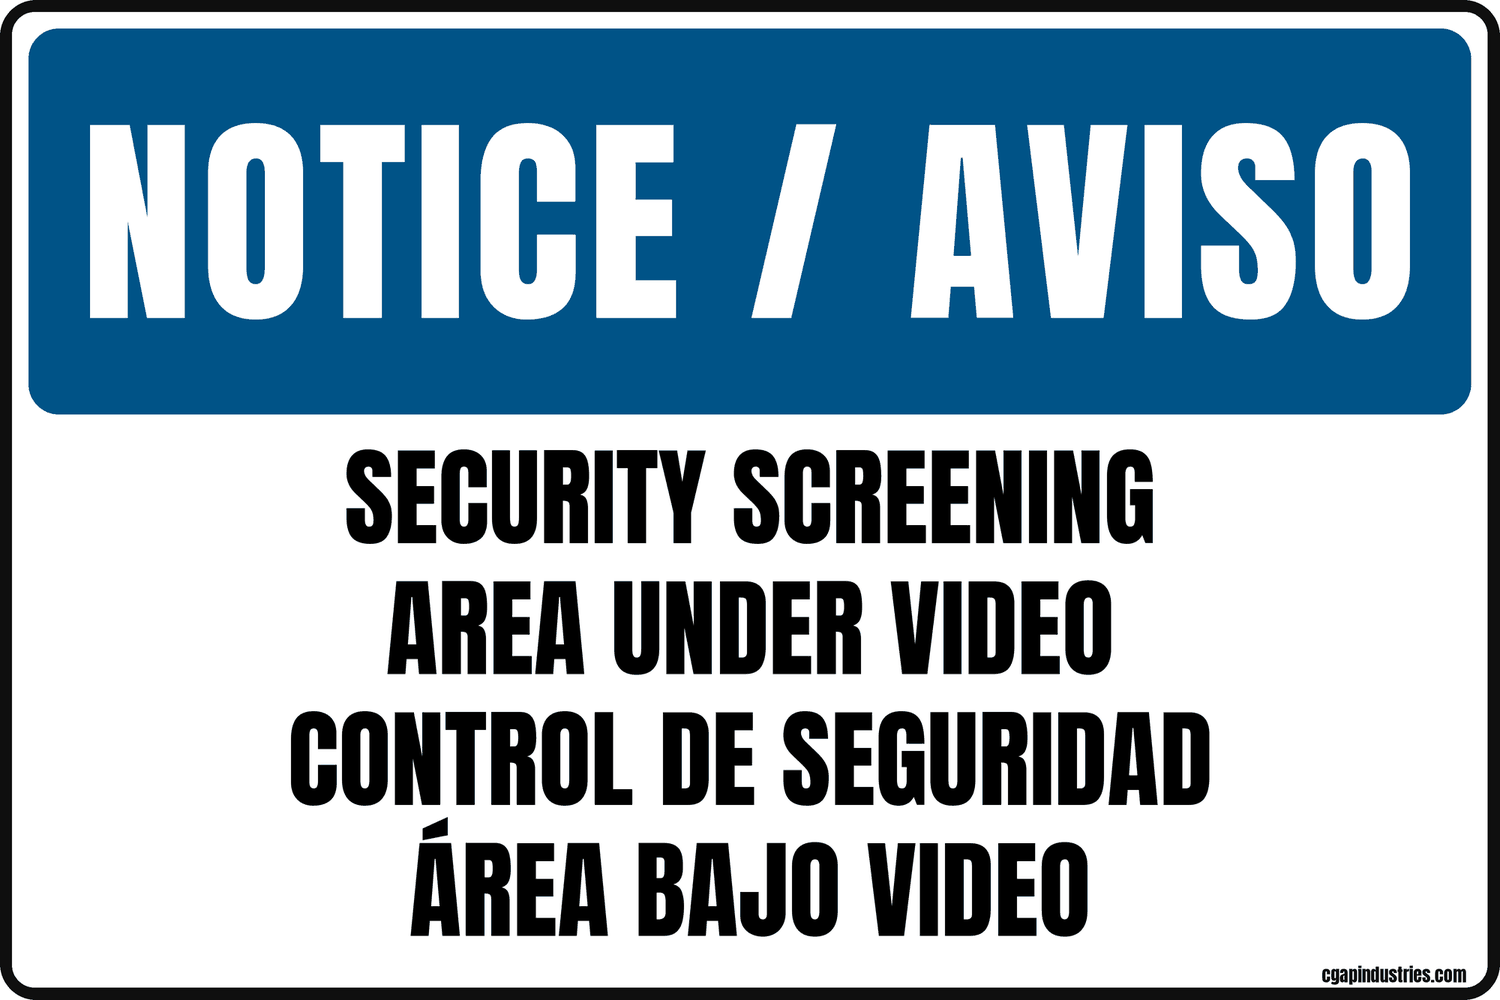 NOTICE / AVISO
SECURITY SCREENING
AREA UNDER VIDEO
CONTROL DE SEGURIDAD
ÁREA BAJO VIDEO
cgapindustries.com